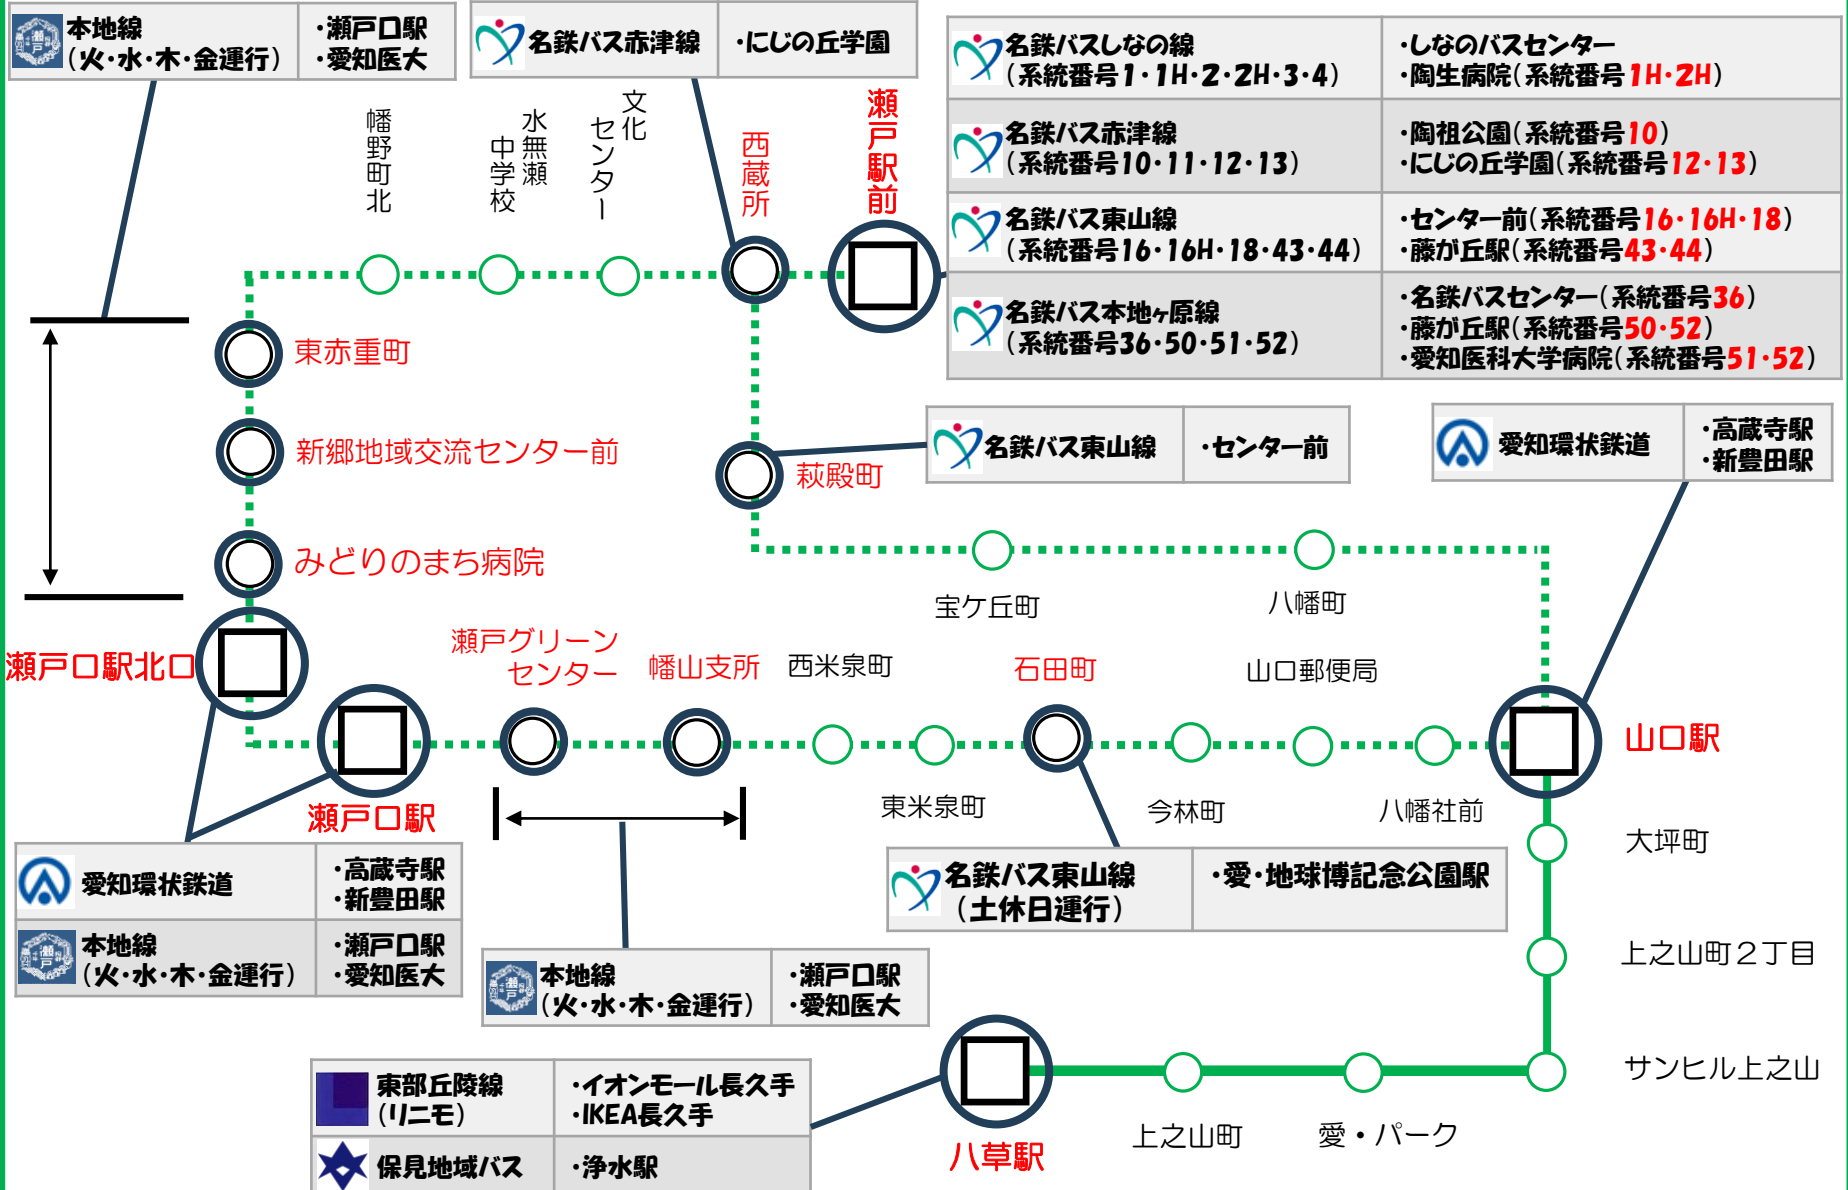 本地線
(火・水・木・金運行)
・瀬戸口駅
・愛知医大
名鉄バス赤津線
・にじの丘学園
名鉄バスしなの線
(系統番号1・1H・2・2H・3・4)
・しなのバスセンター
・陶生病院(系統番号1H・2H)
名鉄バス赤津線
(系統番号10・11・12・13)
・陶祖公園(系統番号10)
・にじの丘学園(系統番号12・13)
名鉄バス東山線
(系統番号16・16H・18・43・44)
・センター前(系統番号16・16H・18)
・藤が丘駅(系統番号43・44)
名鉄バス本地ヶ原線
(系統番号36・50・51・52)
・名鉄バスセンター(系統番号36)
・藤が丘駅(系統番号50・52)
・愛知医科大学病院(系統番号51・52)
幡野町北
水無瀬
中学校
文化
センター
西蔵所
瀬戸駅前
東赤重町
新郷地域交流センター前
みどりのまち病院
萩殿町
名鉄バス東山線
・センター前
愛知環状鉄道
・高蔵寺駅
・新豊田駅
宝ケ丘町
八幡町
瀬戸口駅北口
瀬戸グリーン
センター
幡山支所
西米泉町
石田町
山口郵便局
山口駅
瀬戸口駅
東米泉町
今林町
八幡社前
大坪町
愛知環状鉄道
・高蔵寺駅
・新豊田駅
本地線
(火・水・木・金運行)
・瀬戸口駅
・愛知医大
名鉄バス東山線
(土休日運行)
・愛・地球博記念公園駅
上之山町２丁目
本地線
(火・水・木・金運行)
・瀬戸口駅
・愛知医大
サンヒル上之山
東部丘陵線
(リニモ)
・イオンモール長久手
・IKEA長久手
保見地域バス
・浄水駅
八草駅
上之山町
愛・パーク